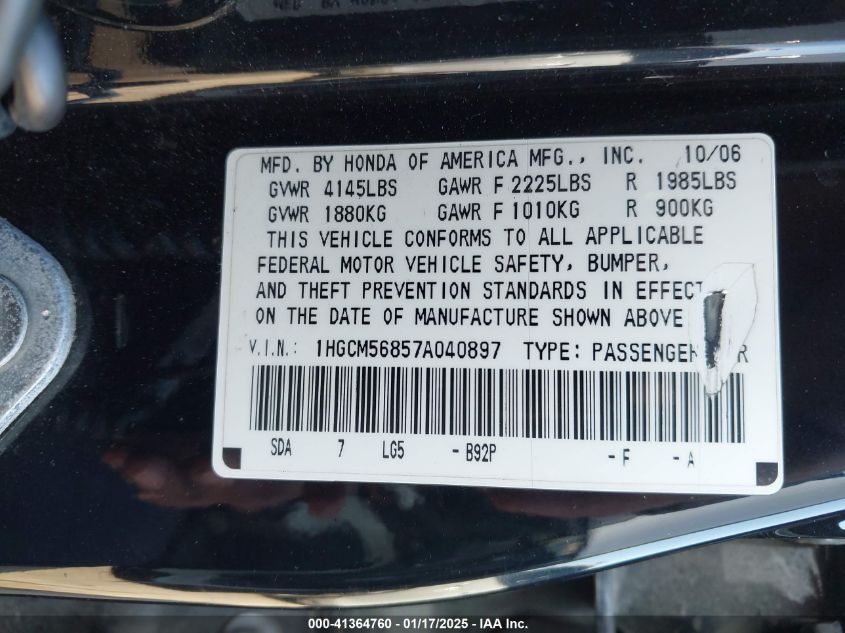 MFD. BY HONDA OF AMERICA MFG., INC. 10/06
GVWR 4145LBS GAWR F 2225LBS R 1985LBS
GVWR 1880KG GAWR F 1010KG R 900KG
THIS VEHICLE CONFORMS TO ALL APPLICABLE
FEDERAL MOTOR VEHICLE SAFETY, BUMPER,
AND THEFT PREVENTION STANDARDS IN EFFECT
ON THE DATE OF MANUFACTURE SHOWN ABOVE
V.I.N.: 1HGCM56857A040897 TYPE: PASSENGER
SDA 7 LG5 -B92P -F -A
000-41364760 - 01/17/2025 - IAA Inc.